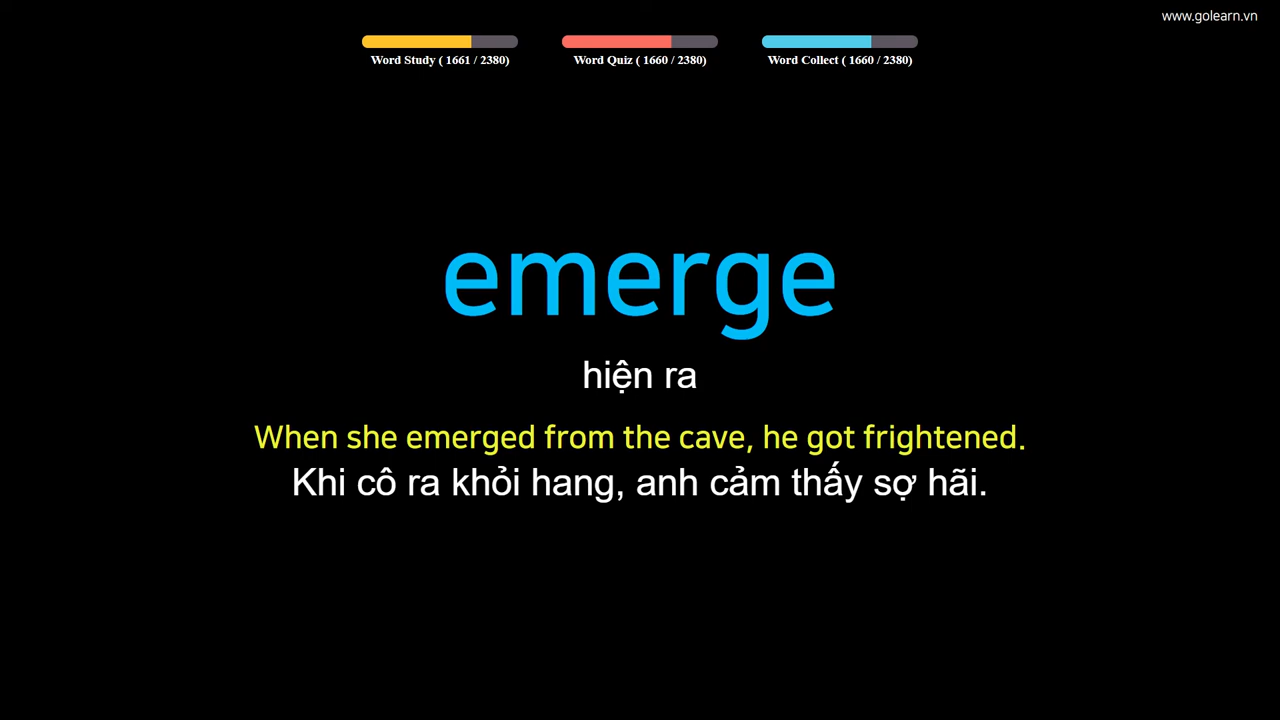 www.golearn.vn
Word Study ( 1661 / 2380) Word Quiz ( 1660 / 2380) Word Collect ( 1660 / 2380)
emerge
hiện ra
When she emerged from the cave, he got frightened.
Khi cô ra khỏi hang, anh cảm thấy sợ hãi.